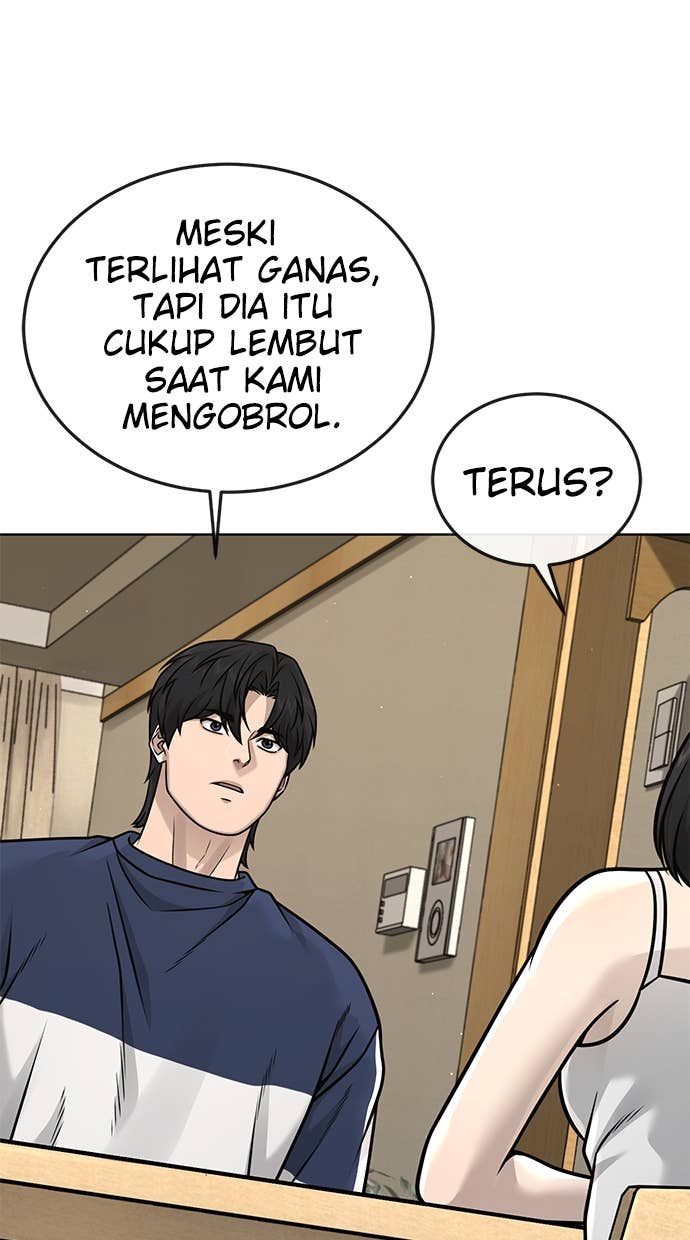 MESKI
TERLIHAT GANAS,
TAPI DIA ITU
CUKUP LEMBUT
SAAT KAMI
MENGOBROL.
TERUS?